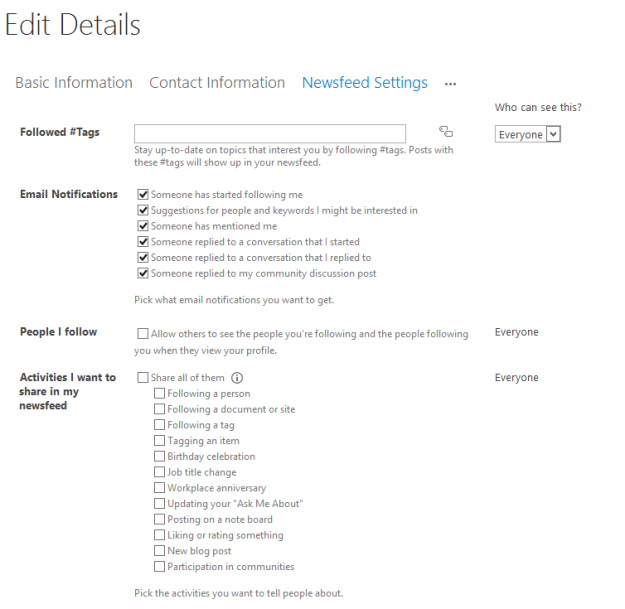 Edit Details
Basic Information Contact Information Newsfeed Settings ...
Who can see this?
Followed #Tags
Everyone
Stay up-to-date on topics that interest you by following #tags. Posts with
these #tags will show up in your newsfeed.
Email Notifications
Someone has started following me
Suggestions for people and keywords I might be interested in
Someone has mentioned me
Someone replied to a conversation that I started
Someone replied to a conversation that I replied to
Someone replied to my community discussion post
Pick what email notifications you want to get.
People I follow
Allow others to see the people you're following and the people following
you when they view your profile.
Everyone
Activities I want to
share in my
newsfeed
Share all of them
Everyone
Following a person
Following a document or site
Following a tag
Tagging an item
Birthday celebration
Job title change
Workplace anniversary
Updating your "Ask Me About"
Posting on a note board
Liking or rating something
New blog post
Participation in communities
Pick the activities you want to tell people about.